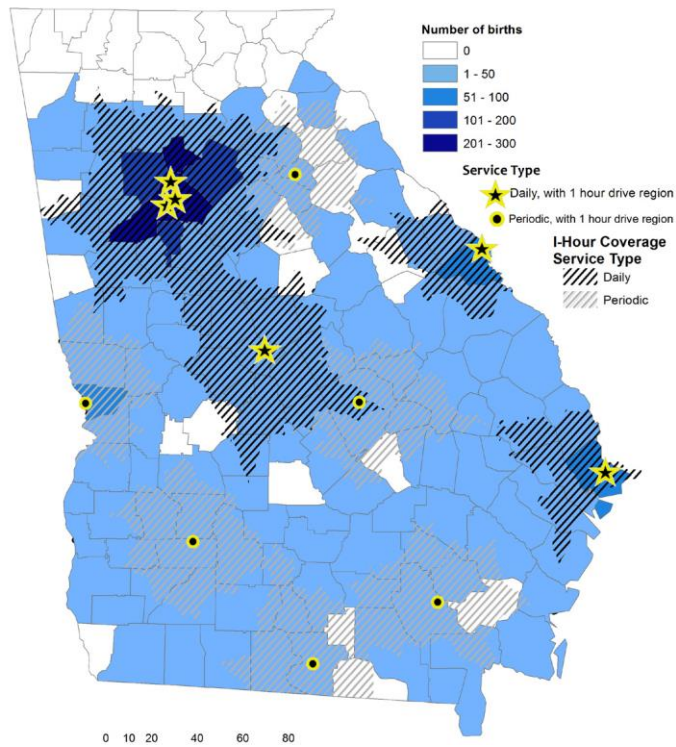 Number of births
0
1 - 50
51 - 100
101 - 200
201 - 300
Service Type
Daily, with 1 hour drive region
Periodic, with 1 hour drive region
I-Hour Coverage
Service Type
Daily
Periodic
0 10 20 40 60 80